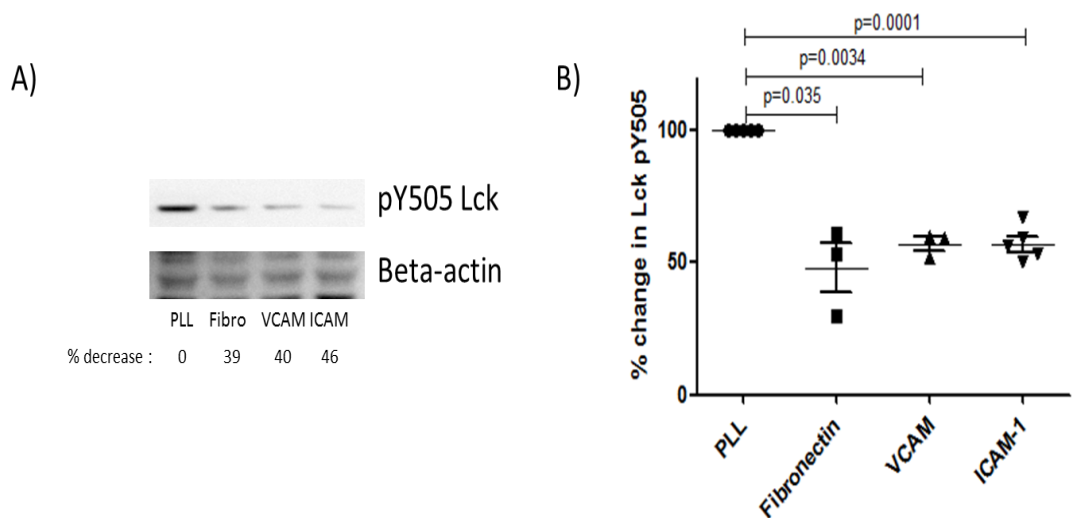 A)
pY505 Lck
Beta-actin
PLL Fibro VCAM ICAM
% decrease : 0 39 40 46
B)
p=0.0001
p=0.0034
p=0.035
% change in Lck pY505
100
50
0
PLL
Fibronectin
VCAM
ICAM-1